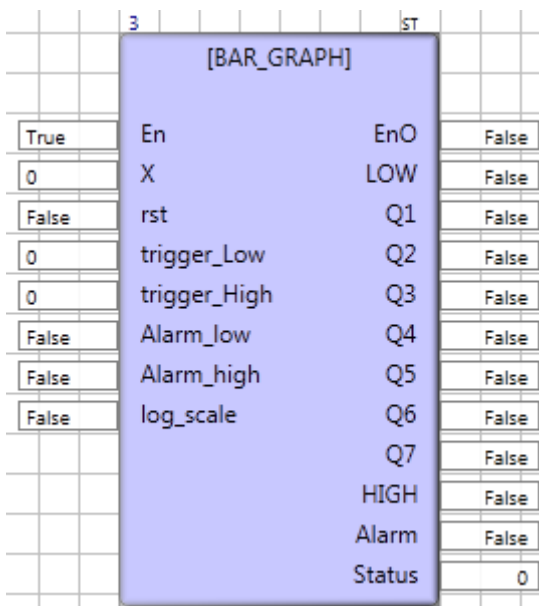 3 ST
[BAR_GRAPH]
True En EnO False
0 X LOW False
False rst Q1 False
0 trigger_Low Q2 False
0 trigger_High Q3 False
False Alarm_low Q4 False
False Alarm_high Q5 False
False log_scale Q6 False
Q7 False
HIGH False
Alarm False
Status 0